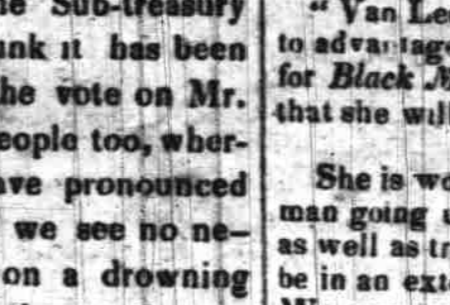 Sub-treasury
it has been
he vote on Mr.
eople too, wher-
ave pronounced
we see no ne-
on a drowning
" Van Le
to advantage
for Black M
that she will
She is wo
man going u
as well as tr
be in an ext